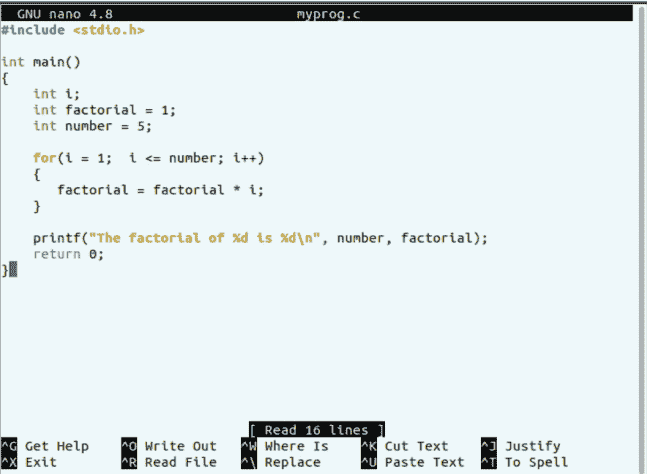 GNU nano 4.8 myprog.c
#include <stdio.h>
int main()
{
    int i;
    int factorial = 1;
    int number = 5;
    for(i = 1;  i <= number; i++)
    {
       factorial = factorial * i;
    }
    printf("The factorial of %d is %d\n", number, factorial);
    return 0;
}
[ Read 16 lines ]
^G Get Help ^O Write Out ^W Where Is ^K Cut Text ^J Justify
^X Exit ^R Read File ^\ Replace ^U Paste Text ^T To Spell